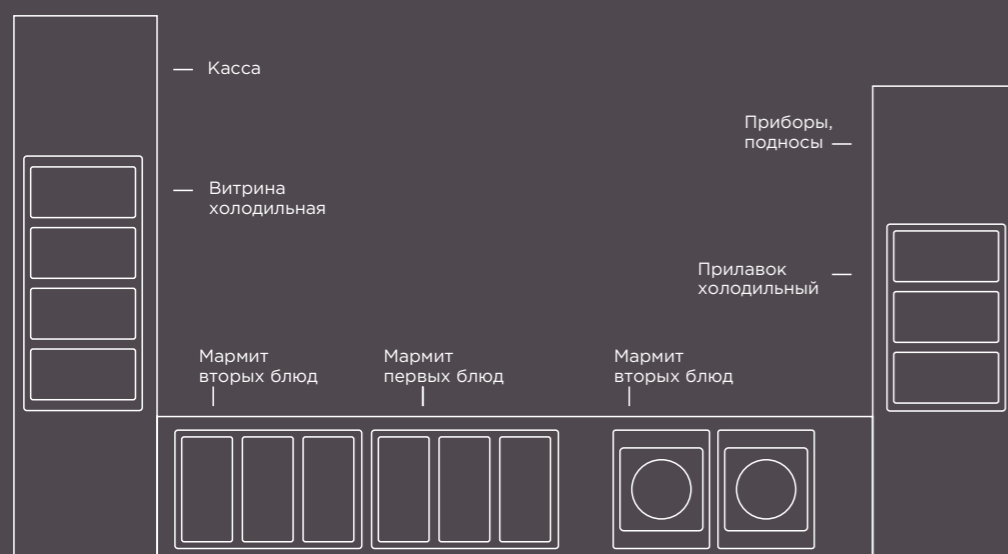 Касса
Приборы,
подносы
Витрина
холодильная
Прилавок
холодильный
Мармит
вторых блюд
Мармит
первых блюд
Мармит
вторых блюд